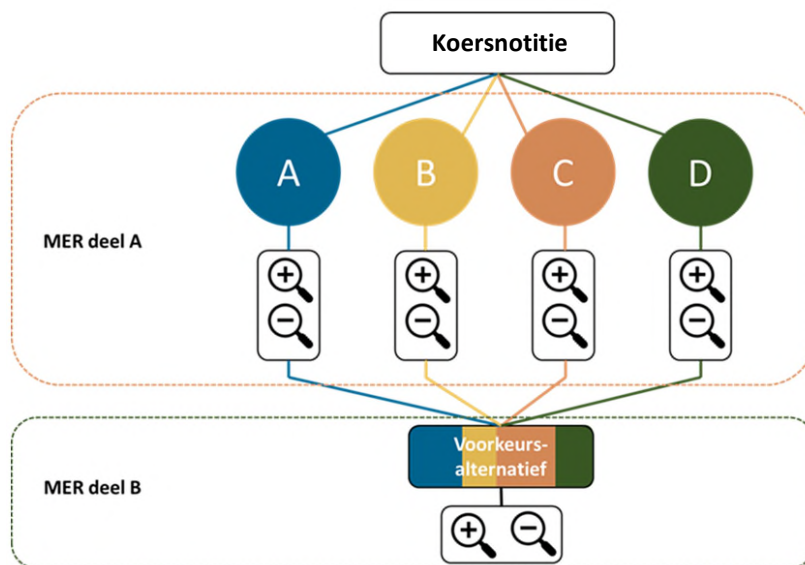 Koersnotitie
A
B
C
D
MER deel A
+
+
+
+
−
−
−
−
Voorkeurs-
alternatief
MER deel B
+
−